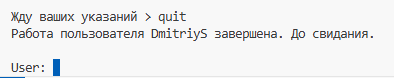 Жду ваших указаний > quit
Работа пользователя DmitriyS завершена. До свидания.
User: